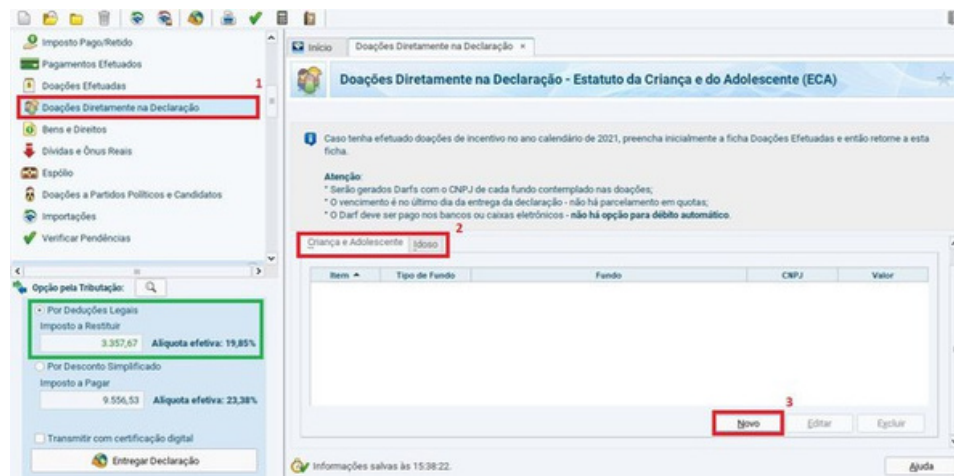 Imposto Pago/Retido
Pagamentos Efetuados
Doações Efetuadas
1
Doações Diretamente na Declaração
Bens e Direitos
Dívidas e Ônus Reais
Espólio
Doações a Partidos Políticos e Candidatos
Importações
Verificar Pendências
Opção pela Tributação:
Por Deduções Legais
Imposto a Restituir
3.357,67 Alíquota efetiva: 19,85%
Por Desconto Simplificado
Imposto a Pagar
9.556,53 Alíquota efetiva: 23,38%
Transmitir com certificação digital
Entregar Declaração
Início Doações Diretamente na Declaração ×
Doações Diretamente na Declaração - Estatuto da Criança e do Adolescente (ECA)
Caso tenha efetuado doações de incentivo no ano calendário de 2021, preencha inicialmente a ficha Doações Efetuadas e então retorne a esta
ficha.
Atenção:
* Serão gerados Darfs com o CNPJ de cada fundo contemplado nas doações;
* O vencimento é no último dia da entrega da declaração - não há parcelamento em quotas;
* O Darf deve ser pago nos bancos ou caixas eletrônicos - não há opção para débito automático.
2
Criança e Adolescente Idoso
Item Tipo de Fundo Fundo CNPJ Valor
3
Novo Editar Excluir
Informações salvas às 15:38:22.
Ajuda